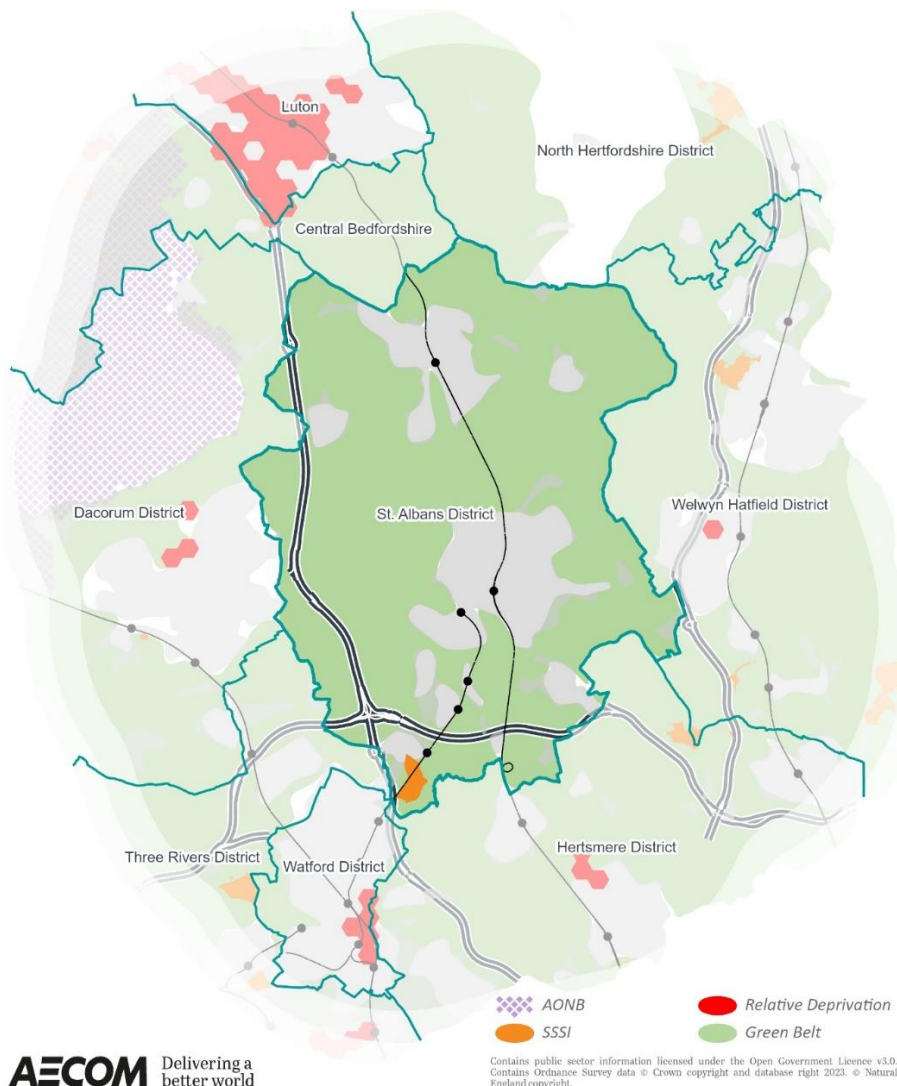 Luton
North Hertfordshire District
Central Bedfordshire
Dacorum District
St. Albans District
Welwyn Hatfield District
Three Rivers District
Watford District
Hertsmere District
AONB
Relative Deprivation
SSSI
Green Belt
AECOM
Delivering a
better world
Contains public sector information licensed under the Open Government Licence v3.0.
Contains Ordnance Survey data © Crown copyright and database right 2023. © Natural
England copyright.